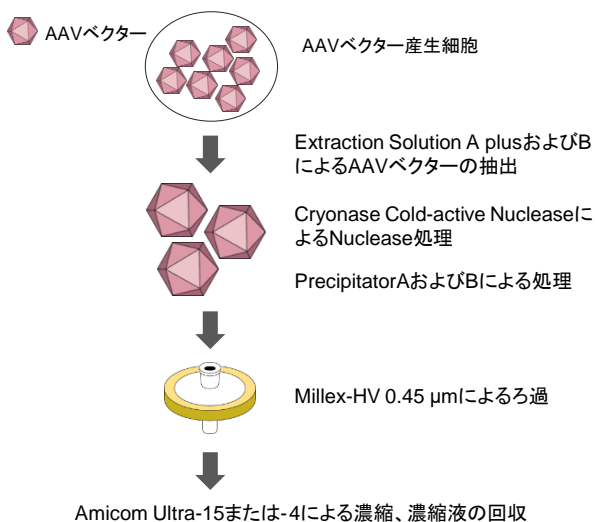 AAVベクター
AAVベクター産生細胞
Extraction Solution A plusおよびB
によるAAVベクターの抽出
Cryonase Cold-active Nucleaseに
よるNuclease処理
PrecipitatorAおよびBによる処理
Millex-HV 0.45 μmによるろ過
Amicom Ultra-15または-4による濃縮、濃縮液の回収